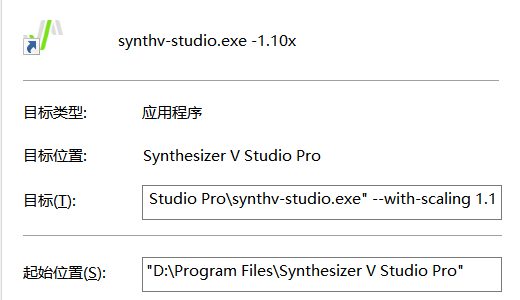 synthv-studio.exe -1.10x
目标类型: 应用程序
目标位置: Synthesizer V Studio Pro
目标(T): Studio Pro\synthv-studio.exe" --with-scaling 1.1
起始位置(S): "D:\Program Files\Synthesizer V Studio Pro"